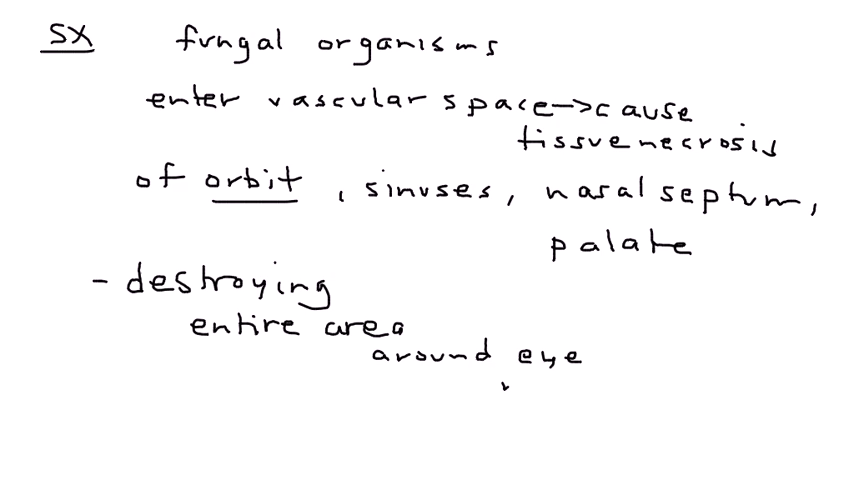 SX fungal organisms
enter vascular space → cause
tissue necrosis
of orbit, sinuses, nasal septum,
palate
- destroying
entire area
around eye